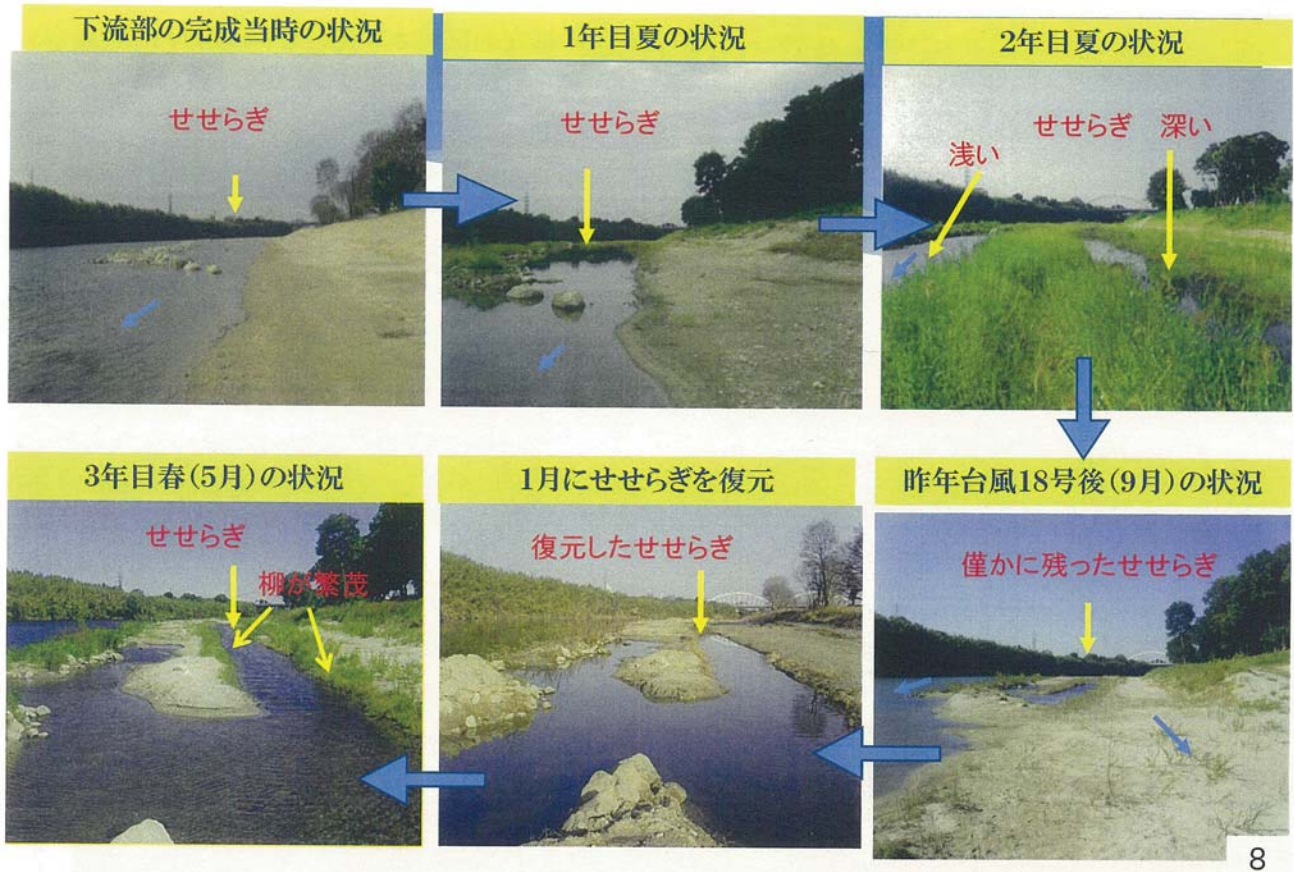 下流部の完成当時の状況
せせらぎ
1年目夏の状況
せせらぎ
2年目夏の状況
せせらぎ 深い
浅い
昨年台風18号後(9月)の状況
僅かに残ったせせらぎ
1月にせせらぎを復元
復元したせせらぎ
3年目春(5月)の状況
せせらぎ
柳が繁茂
8